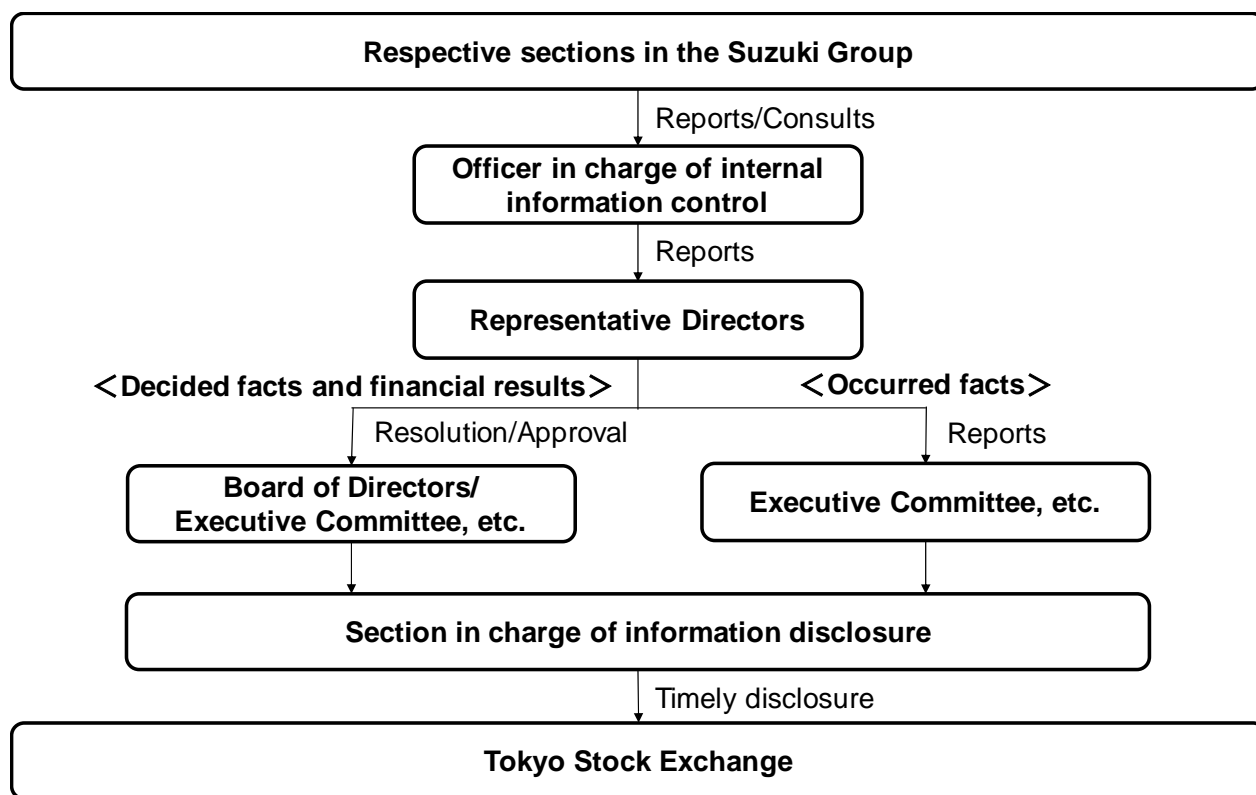 Respective sections in the Suzuki Group
Reports/Consults
Officer in charge of internal
information control
Reports
Representative Directors
＜Decided facts and financial results＞
＜Occurred facts＞
Resolution/Approval
Reports
Board of Directors/
Executive Committee, etc.
Executive Committee, etc.
Section in charge of information disclosure
Timely disclosure
Tokyo Stock Exchange